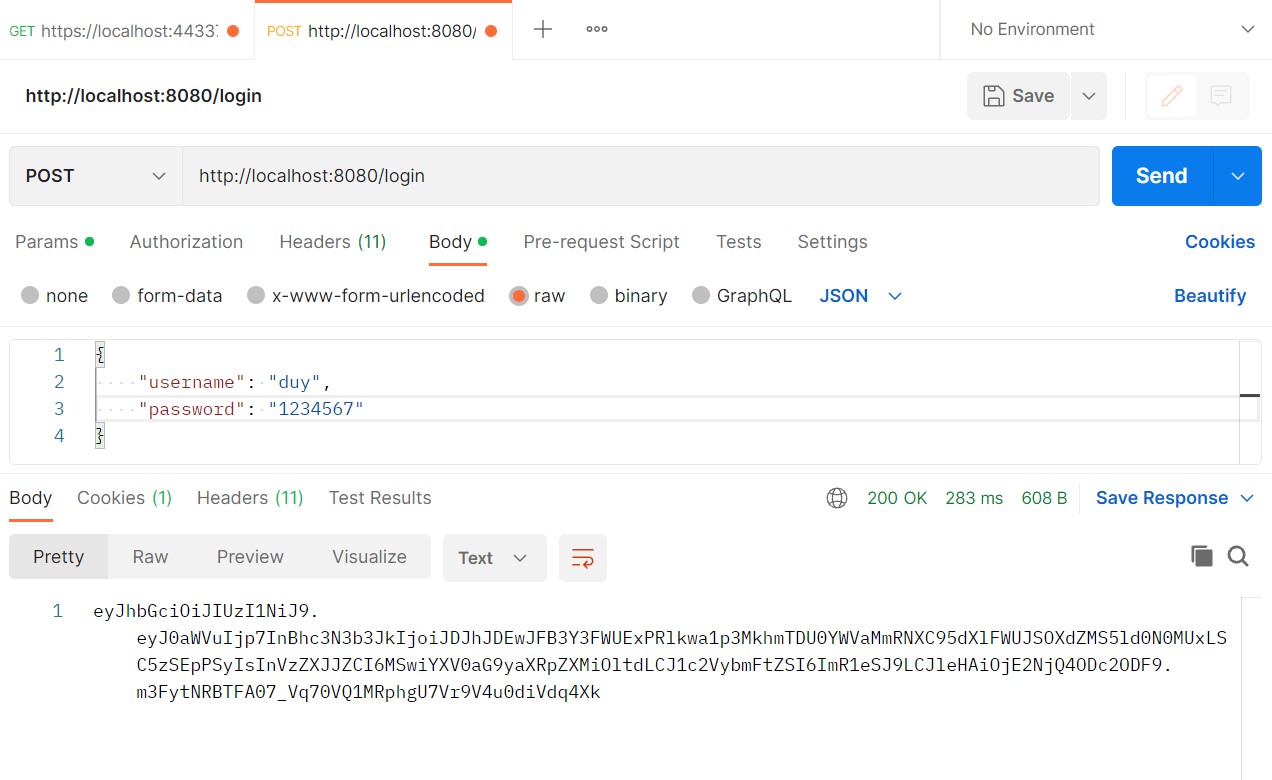 GET https://localhost:4433
POST http://localhost:8080/
No Environment
http://localhost:8080/login
Save
POST http://localhost:8080/login Send
Params Authorization Headers (11) Body Pre-request Script Tests Settings Cookies
none form-data x-www-form-urlencoded raw binary GraphQL JSON Beautify
1 {
2 "username": "duy",
3 "password": "1234567"
4 }
Body Cookies (1) Headers (11) Test Results 200 OK 283 ms 608 B Save Response
Pretty Raw Preview Visualize Text
1 eyJhbGciOiJIUzI1NiJ9.
eyJ0aWVuIjp7InBhc3N3b3JkIjoiJDJhJDEwJFB3Y3FWUExPRlkwa1p3MkhmTDU0YWVaMmRNXC95dXlFWUJSOXdZMS5ld0N0MUxLS
C5zSEpPSyIsInVzZXJJZCI6MSwiYXV0aG9yaXRpZXMiOltdLCJ1c2VybmFtZSI6ImR1eSJ9LCJleHAiOjE2NjQ4ODc2ODF9.
m3FytNRBTFA07_Vq70VQ1MRphgU7Vr9V4u0diVdq4Xk